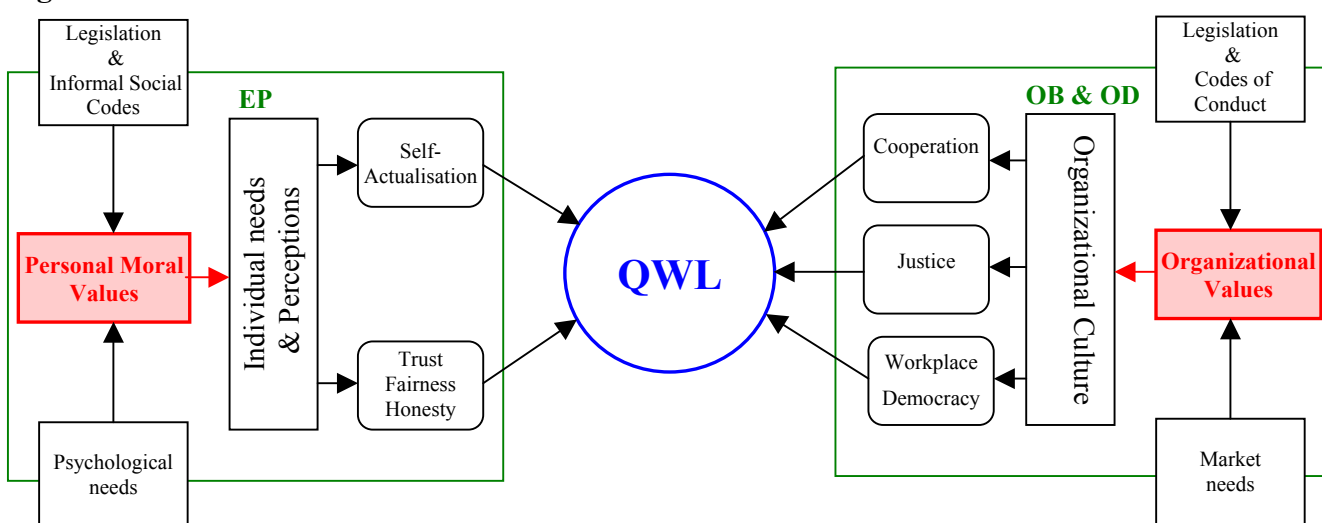 Legislation
&
Informal Social
Codes
EP
Individual needs
& Perceptions
Self-
Actualisation
Personal Moral
Values
Trust
Fairness
Honesty
Psychological
needs
QWL
Legislation
&
Codes of
Conduct
OB & OD
Cooperation
Organizational Culture
Justice
Organizational
Values
Workplace
Democracy
Market
needs